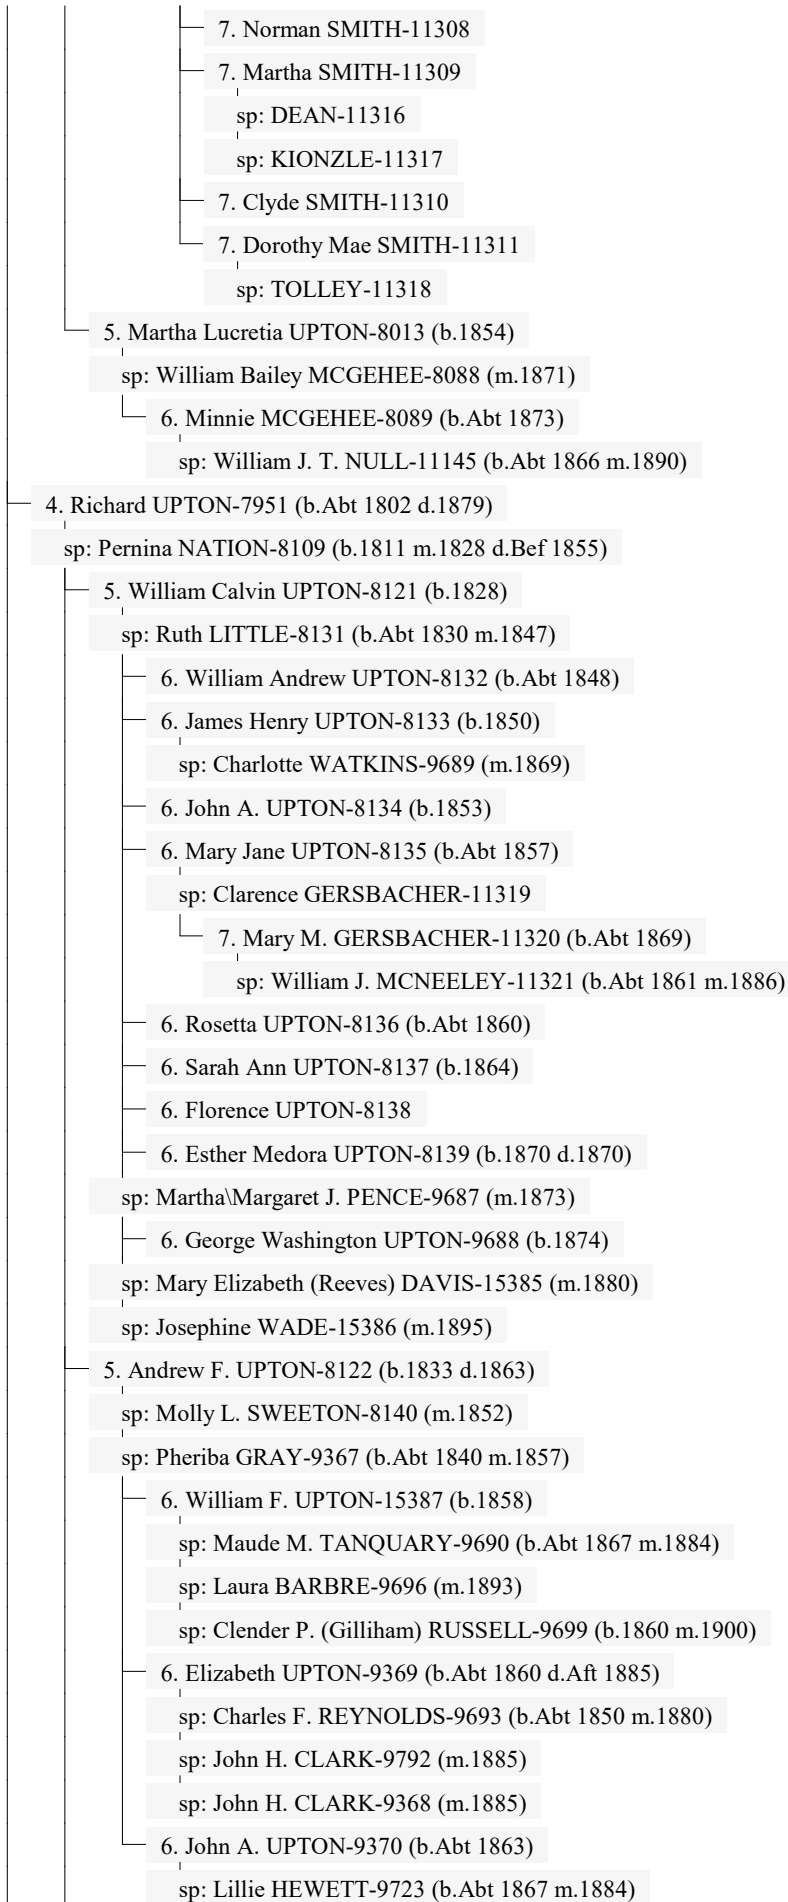 7. Norman SMITH-11308
7. Martha SMITH-11309
sp: DEAN-11316
sp: KIONZLE-11317
7. Clyde SMITH-11310
7. Dorothy Mae SMITH-11311
sp: TOLLEY-11318
5. Martha Lucretia UPTON-8013 (b.1854)
sp: William Bailey MCGEHEE-8088 (m.1871)
6. Minnie MCGEHEE-8089 (b.Abt 1873)
sp: William J. T. NULL-11145 (b.Abt 1866 m.1890)
4. Richard UPTON-7951 (b.Abt 1802 d.1879)
sp: Pernina NATION-8109 (b.1811 m.1828 d.Bef 1855)
5. William Calvin UPTON-8121 (b.1828)
sp: Ruth LITTLE-8131 (b.Abt 1830 m.1847)
6. William Andrew UPTON-8132 (b.Abt 1848)
6. James Henry UPTON-8133 (b.1850)
sp: Charlotte WATKINS-9689 (m.1869)
6. John A. UPTON-8134 (b.1853)
6. Mary Jane UPTON-8135 (b.Abt 1857)
sp: Clarence GERSBACHER-11319
7. Mary M. GERSBACHER-11320 (b.Abt 1869)
sp: William J. MCNEELEY-11321 (b.Abt 1861 m.1886)
6. Rosetta UPTON-8136 (b.Abt 1860)
6. Sarah Ann UPTON-8137 (b.1864)
6. Florence UPTON-8138
6. Esther Medora UPTON-8139 (b.1870 d.1870)
sp: Martha\Margaret J. PENCE-9687 (m.1873)
6. George Washington UPTON-9688 (b.1874)
sp: Mary Elizabeth (Reeves) DAVIS-15385 (m.1880)
sp: Josephine WADE-15386 (m.1895)
5. Andrew F. UPTON-8122 (b.1833 d.1863)
sp: Molly L. SWEETON-8140 (m.1852)
sp: Pheriba GRAY-9367 (b.Abt 1840 m.1857)
6. William F. UPTON-15387 (b.1858)
sp: Maude M. TANQUARY-9690 (b.Abt 1867 m.1884)
sp: Laura BARBRE-9696 (m.1893)
sp: Clender P. (Gilliham) RUSSELL-9699 (b.1860 m.1900)
6. Elizabeth UPTON-9369 (b.Abt 1860 d.Aft 1885)
sp: Charles F. REYNOLDS-9693 (b.Abt 1850 m.1880)
sp: John H. CLARK-9792 (m.1885)
sp: John H. CLARK-9368 (m.1885)
6. John A. UPTON-9370 (b.Abt 1863)
sp: Lillie HEWETT-9723 (b.Abt 1867 m.1884)